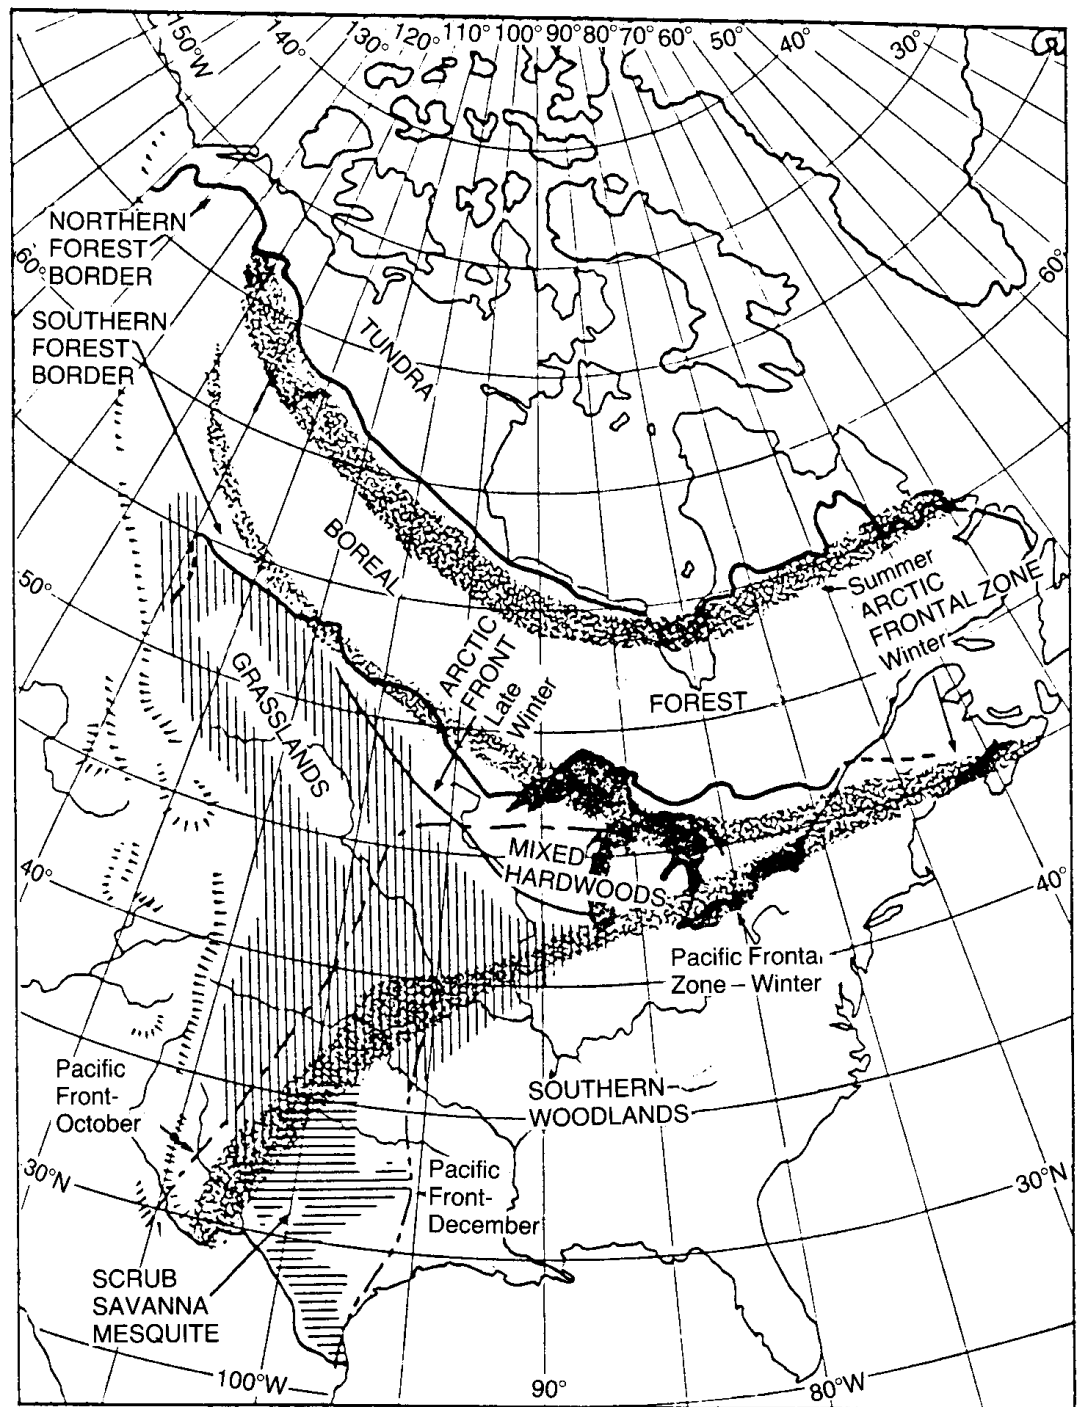 150°W
140°
130°
120°
110°
100°
90°
80°
70°
60°
50°
40°
30°
NORTHERN
FOREST
BORDER
60°
60°
SOUTHERN
FOREST
BORDER
TUNDRA
BOREAL
50°
Summer
ARCTIC
FRONTAL ZONE
Winter
ARCTIC
FRONT
Late
Winter
FOREST
GRASSLANDS
MIXED
HARDWOODS
40°
40°
Pacific Fronta
Zone – Winter
Pacific
Front-
October
SOUTHERN
WOODLANDS
30°N
30°N
Pacific
Front-
December
SCRUB
SAVANNA
MESQUITE
100°W
90°
80°W